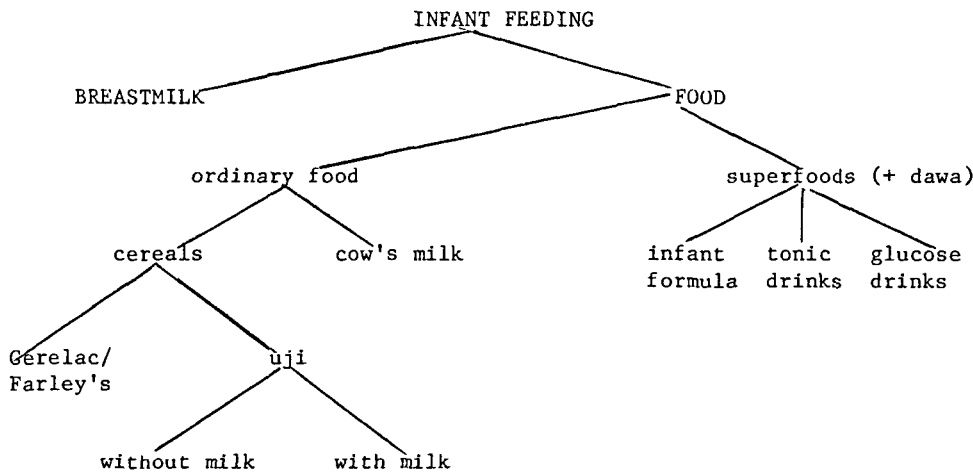 INFANT FEEDING
BREASTMILK FOOD
ordinary food superfoods (+ dawa)
cereals cow's milk infant tonic glucose
formula drinks drinks
Gerelac/ uji
Farley's
without milk with milk